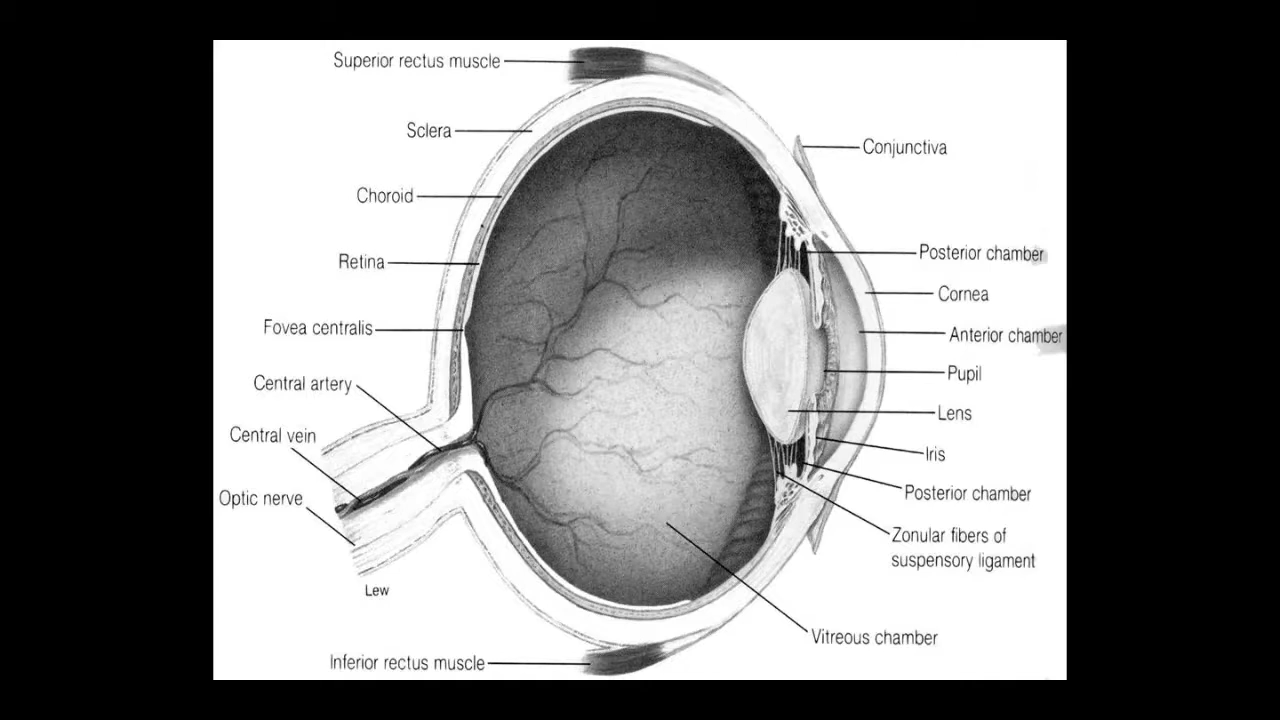 Superior rectus muscle
Sclera
Choroid
Retina
Fovea centralis
Central artery
Central vein
Optic nerve
Lew
Inferior rectus muscle
Conjunctiva
Posterior chamber
Cornea
Anterior chamber
Pupil
Lens
Iris
Posterior chamber
Zonular fibers of
suspensory ligament
Vitreous chamber